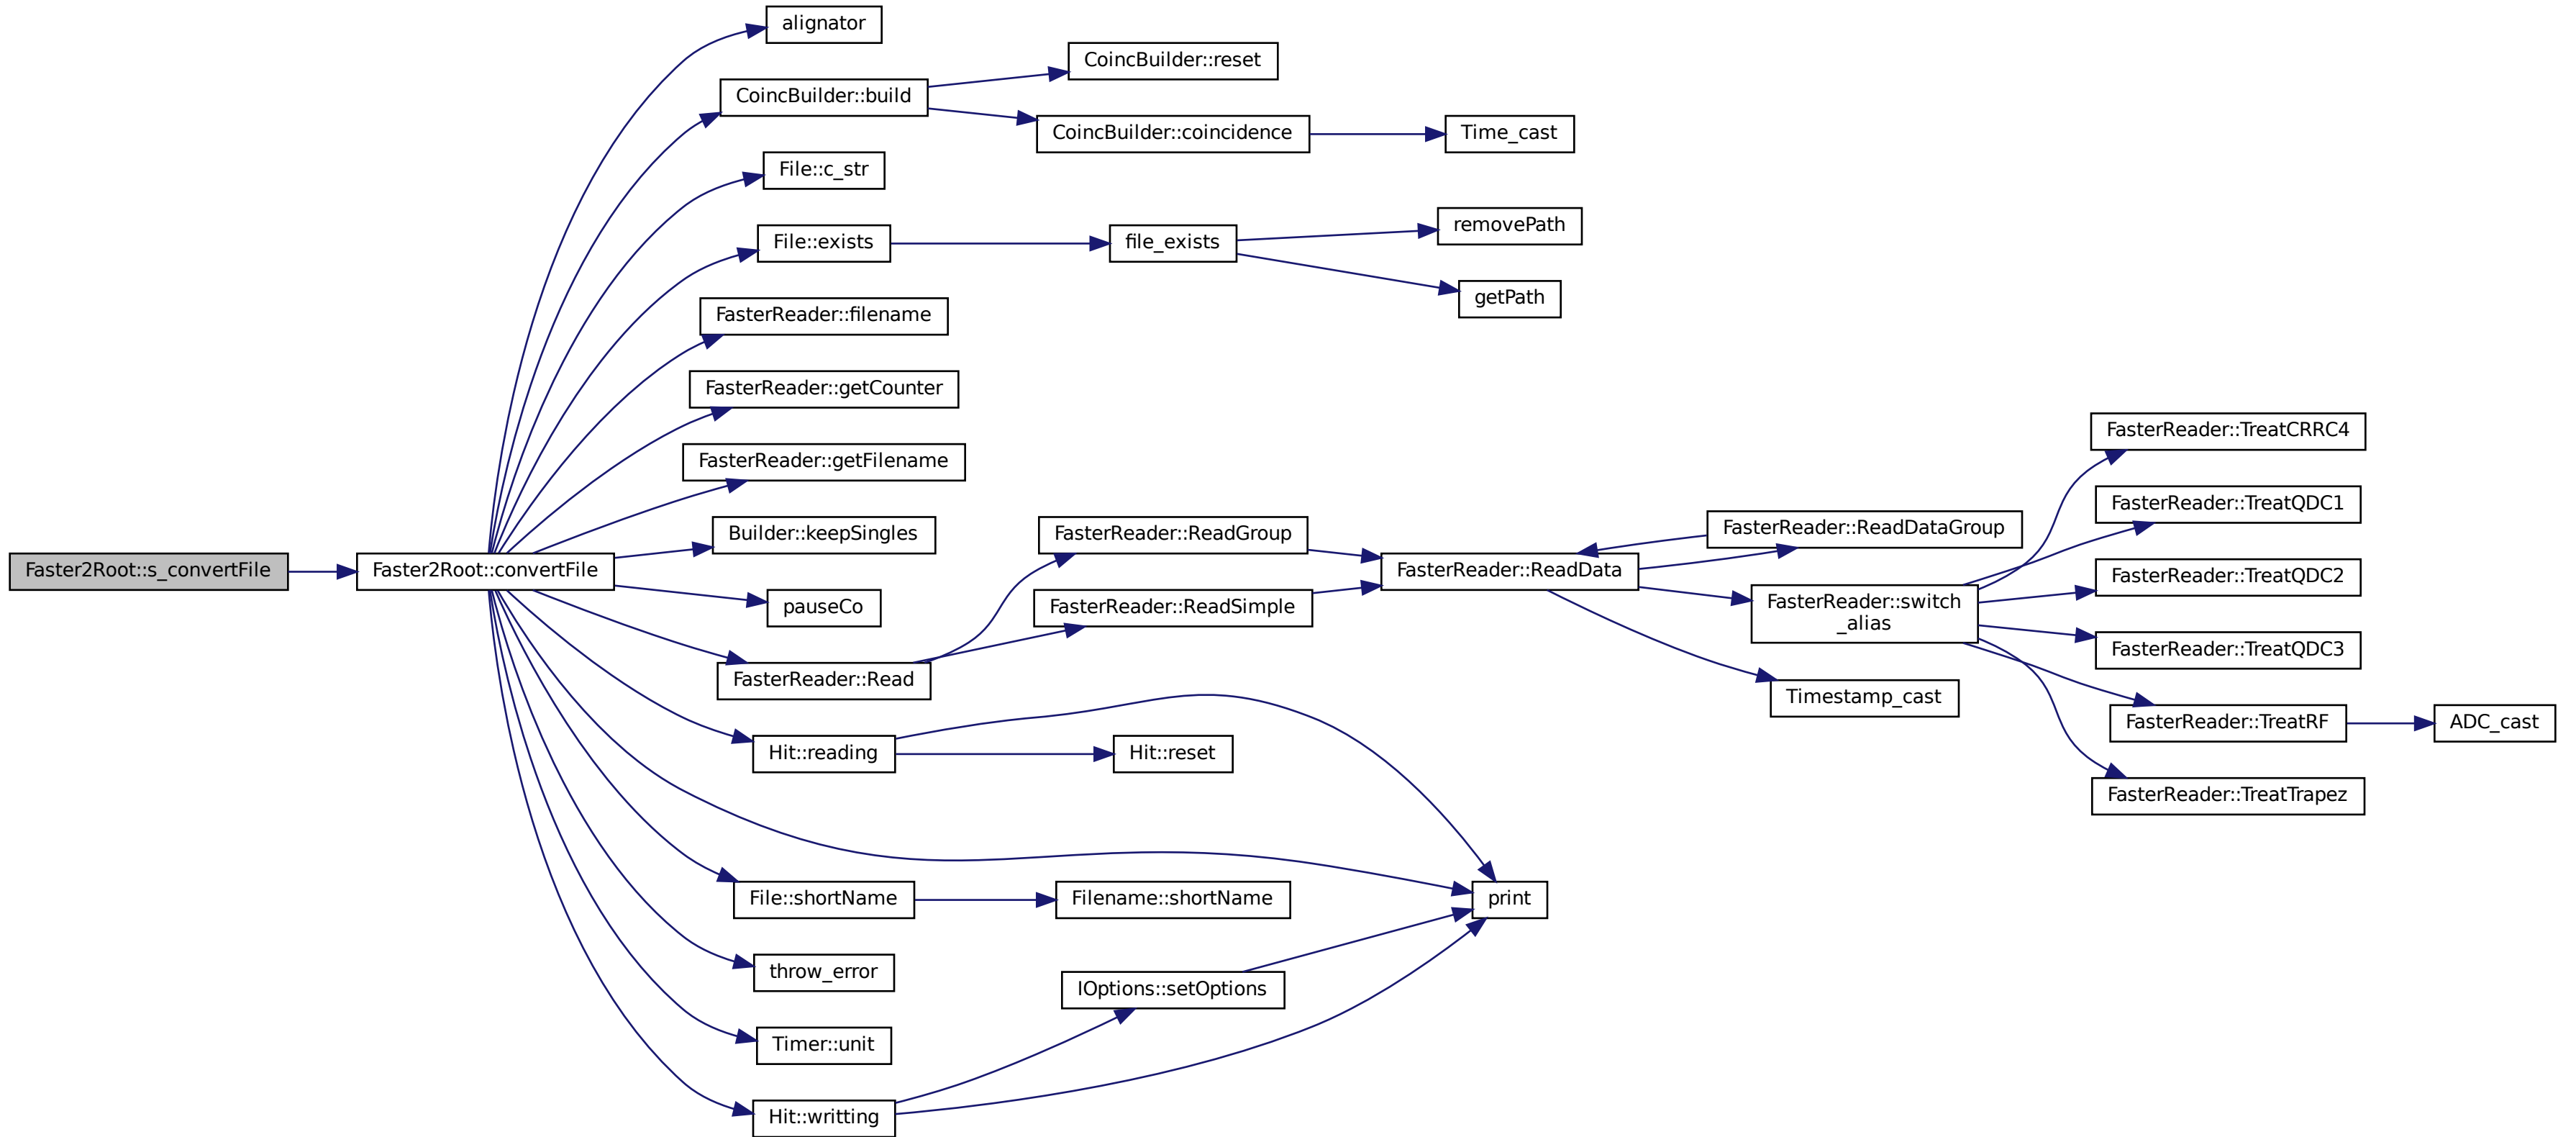 alignator
CoincBuilder::reset
CoincBuilder::build
CoincBuilder::coincidence
Time_cast
File::c_str
removePath
File::exists
file_exists
getPath
FasterReader::filename
FasterReader::getCounter
FasterReader::TreatCRRC4
FasterReader::getFilename
FasterReader::TreatQDC1
Builder::keepSingles
FasterReader::ReadGroup
FasterReader::ReadDataGroup
Faster2Root::s_convertFile
Faster2Root::convertFile
FasterReader::ReadData
FasterReader::TreatQDC2
pauseCo
FasterReader::ReadSimple
FasterReader::switch
_alias
FasterReader::TreatQDC3
FasterReader::Read
Timestamp_cast
FasterReader::TreatRF
ADC_cast
Hit::reading
Hit::reset
FasterReader::TreatTrapez
File::shortName
Filename::shortName
print
throw_error
IOptions::setOptions
Timer::unit
Hit::writting